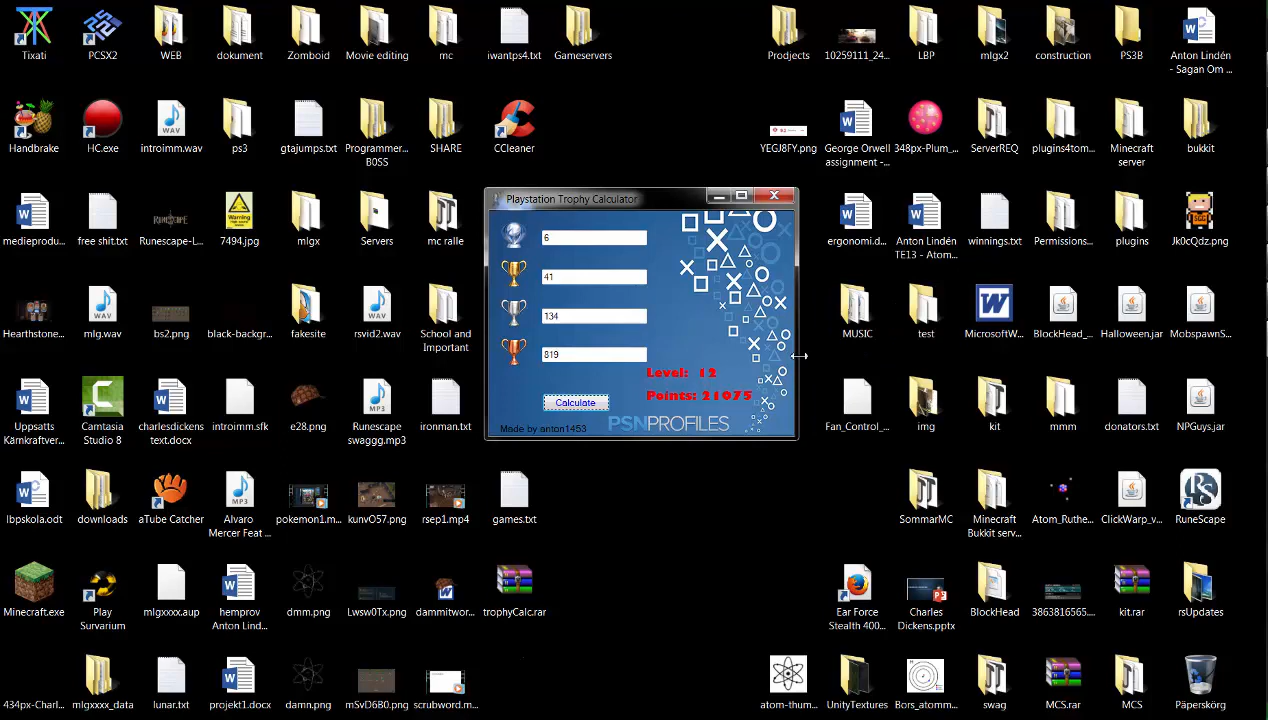 Tixati
PCSX2
WEB
dokument
Zomboid
Movie editing
mc
iwantps4.txt
Gameservers
Prodjects
10259111_24...
LBP
mlgx2
construction
PS3B
Anton Lindén
- Sagan Om ...
Handbrake
HC.exe
introimm.wav
ps3
gtajumps.txt
Programmer...
B0SS
SHARE
CCleaner
YEGJ8FY.png
George Orwell
assignment -...
348px-Plum_...
ServerREQ
plugins4tom...
Minecraft
server
bukkit
medieprodu...
free shit.txt
Runescape-L...
7494.jpg
mlgx
Servers
mc ralle
Playstation Trophy Calculator
6
41
134
819
Level: 12
Points: 21075
Calculate
Made by anton1453
PSNPROFILES
ergonomi.d...
Anton Lindén
TE13 - Atom...
winnings.txt
Permissions...
plugins
Jk0cQdz.png
Hearthstone...
mlg.wav
bs2.png
black-backgr...
fakesite
rsvid2.wav
School and
Important
MUSIC
test
MicrosoftW...
BlockHead_...
Halloween.jar
MobspawnS...
Uppsatts
Kämkraftver...
Camtasia
Studio 8
charlesdickens
text.docx
introimm.sfk
e28.png
Runescape
swaggg.mp3
ironman.txt
Fan_Control_...
img
kit
mmm
donators.txt
NPGuys.jar
lbpskola.odt
downloads
aTube Catcher
Alvaro
Mercer Feat ...
pokemon1.m...
kunvO57.png
rsep1.mp4
games.txt
SommarMC
Minecraft
Bukkit serv...
Atom_Ruthe...
ClickWarp_v...
RuneScape
Minecraft.exe
Play
Survarium
mlgxxxx.aup
hemprov
Anton Lind...
dmm.png
Lwsw0Tx.png
dammitwor...
trophyCalc.rar
Ear Force
Stealth 400...
Charles
Dickens.pptx
BlockHead
3863816565...
kit.rar
rsUpdates
434px-Charl...
mlgxxxx_data
lunar.txt
projekt1.docx
damn.png
mSvD6B0.png
scrubword.m...
atom-thum...
UnityTextures
Bors_atomm...
swag
MCS.rar
MCS
Päperskörg